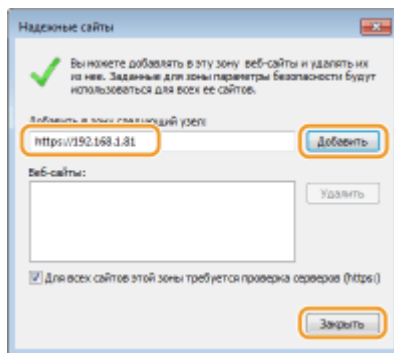 Надежные сайты
Вы можете добавлять в эту зону веб-сайты и удалять их
из нее. Заданные для зоны параметры безопасности будут
использоваться для всех ее сайтов.
Добавить в зону следующий узел:
https://192.168.1.81
Добавить
Веб-сайты:
Удалить
Для всех сайтов этой зоны требуется проверка серверов (https:)
Закрыть